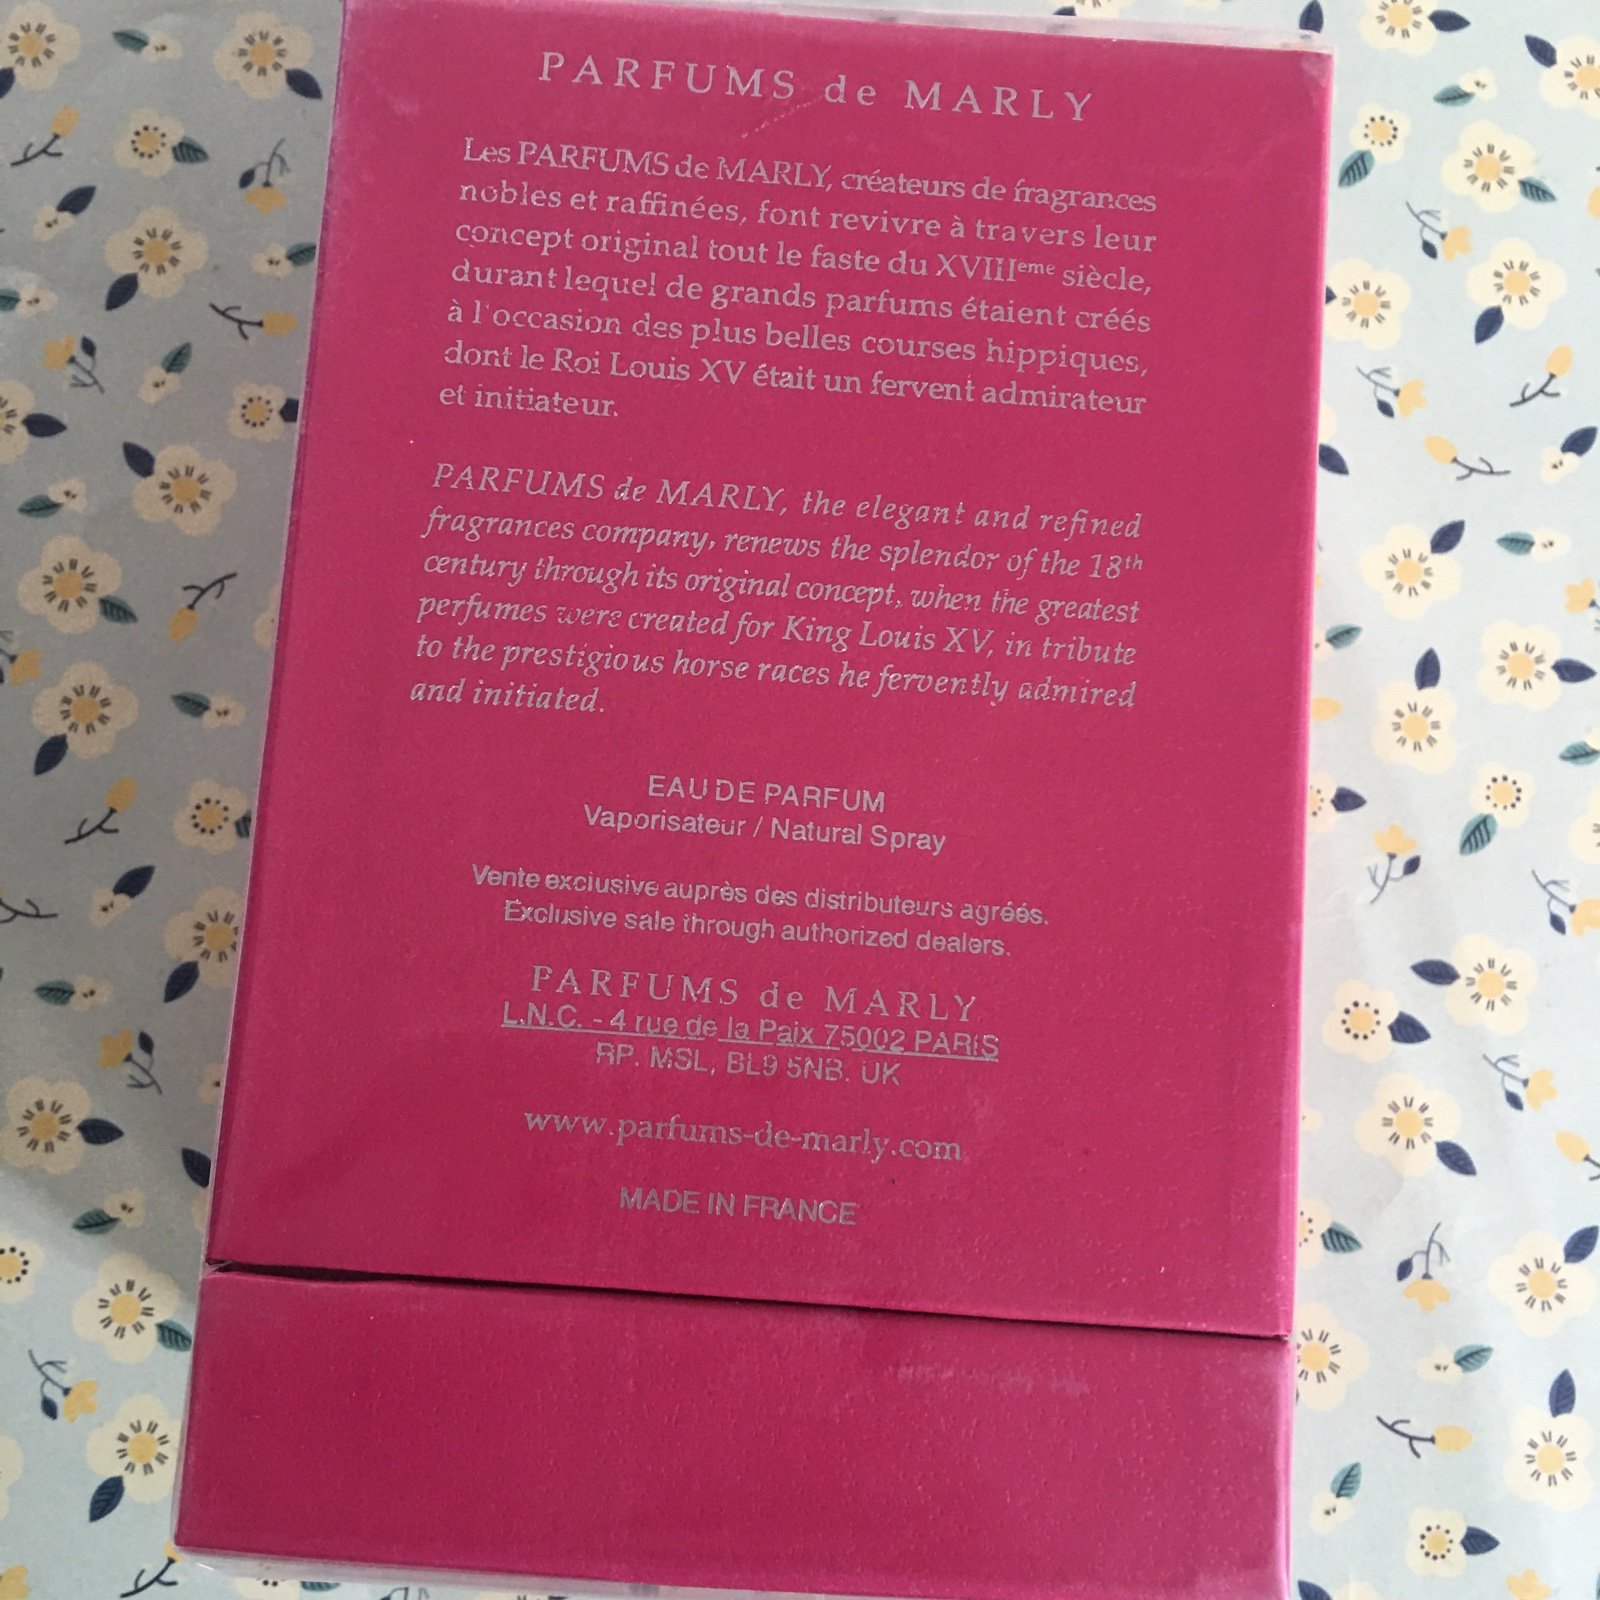 PARFUMS de MARLY
Les PARFUMS de MARLY, créateurs de fragrances
nobles et raffinées, font revivre à travers leur
concept original tout le faste du XVIIIeme siècle,
durant lequel de grands parfums étaient créés
à l'occasion des plus belles courses hippiques,
dont le Roi Louis XV était un fervent admirateur
et initiateur.
PARFUMS de MARLY, the elegant and refined
fragrances company, renews the splendor of the 18th
century through its original concept, when the greatest
perfumes were created for King Louis XV, in tribute
to the prestigious horse races he fervently admired
and initiated.
EAU DE PARFUM
Vaporisateur / Natural Spray
Vente exclusive auprès des distributeurs agréés.
Exclusive sale through authorized dealers.
PARFUMS de MARLY
L.N.C. - 4 rue de la Paix 75002 PARIS
RP. MSL, BL9 5NB. UK
www.parfums-de-marly.com
MADE IN FRANCE